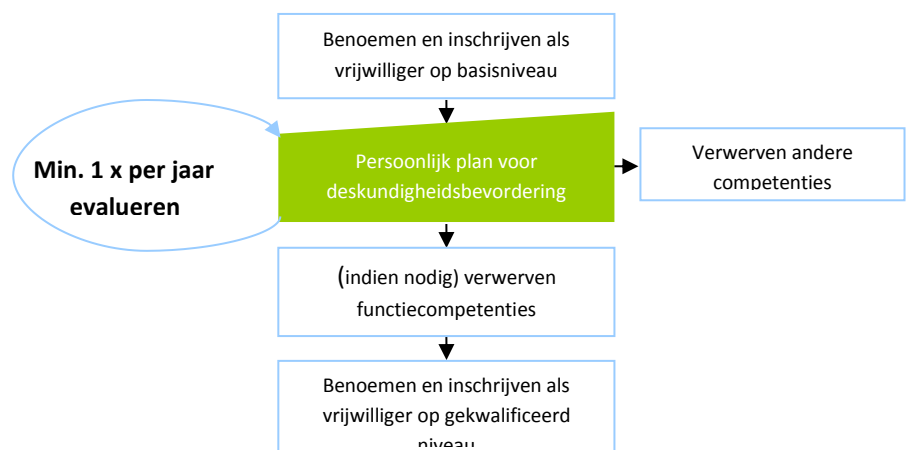 Benoemen en inschrijven als
vrijwilliger op basisniveau
Min. 1 x per jaar
evalueren
Persoonlijk plan voor
deskundigheidsbevordering
Verwerven andere
competenties
(indien nodig) verwerven
functiecompetenties
Benoemen en inschrijven als
vrijwilliger op gekwalificeerd
niveau